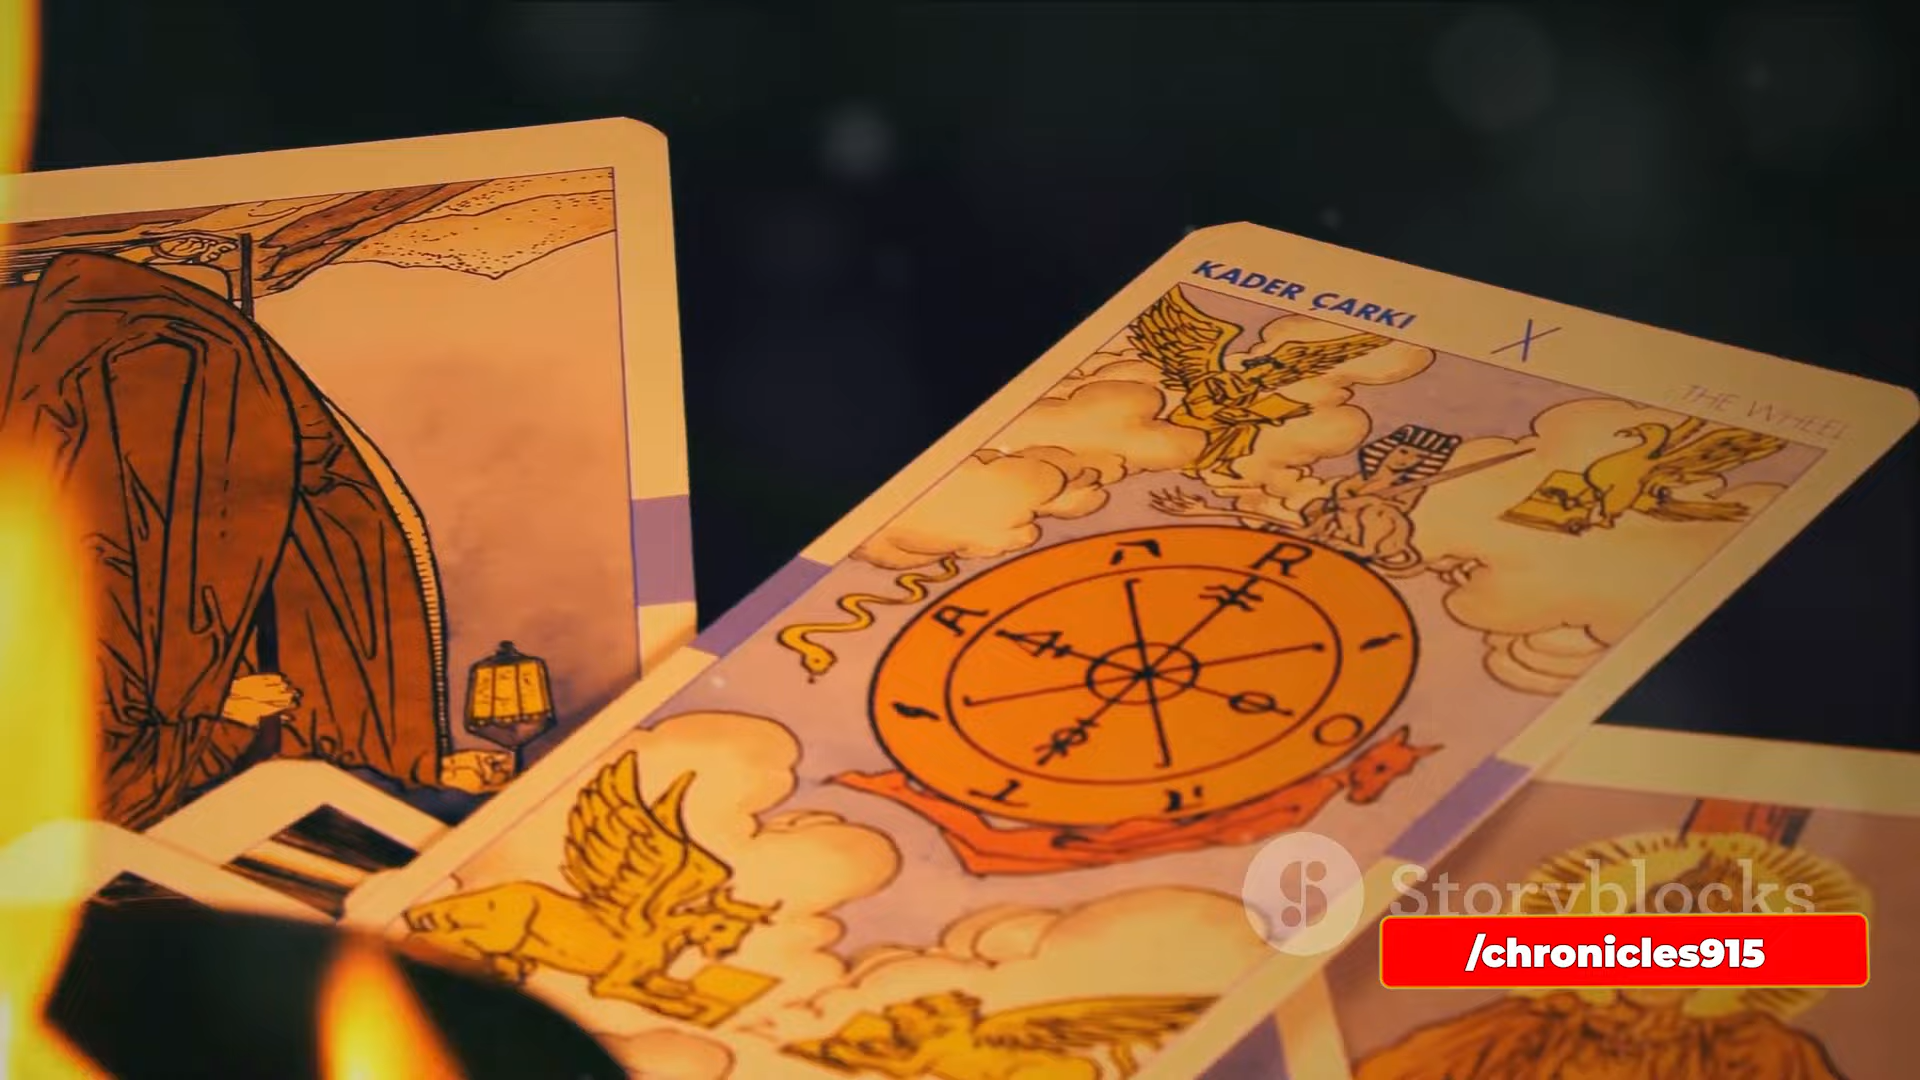 KADER ÇARKI
X
THE WHEEL
R
A
O
T
Storyblocks
/chronicles915